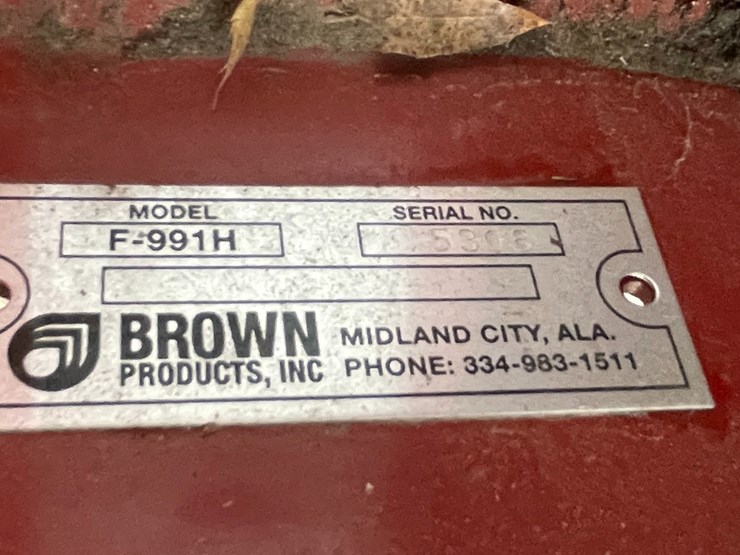 MODEL
SERIAL NO.
F-991H
BROWN
PRODUCTS, INC
MIDLAND CITY, ALA.
PHONE: 334-983-1511